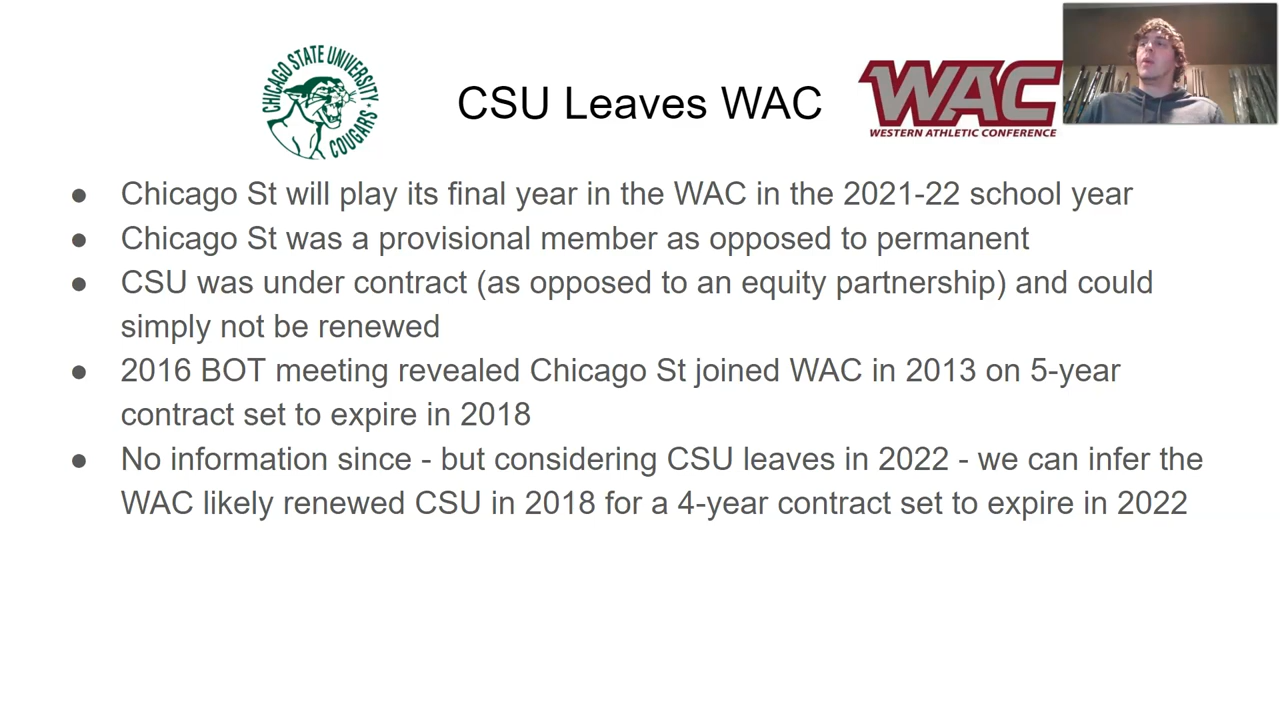 CHICAGO STATE UNIVERSITY
COUGARS
CSU Leaves WAC
WAC
WESTERN ATHLETIC CONFERENCE
● Chicago St will play its final year in the WAC in the 2021-22 school year
● Chicago St was a provisional member as opposed to permanent
● CSU was under contract (as opposed to an equity partnership) and could
simply not be renewed
● 2016 BOT meeting revealed Chicago St joined WAC in 2013 on 5-year
contract set to expire in 2018
● No information since - but considering CSU leaves in 2022 - we can infer the
WAC likely renewed CSU in 2018 for a 4-year contract set to expire in 2022